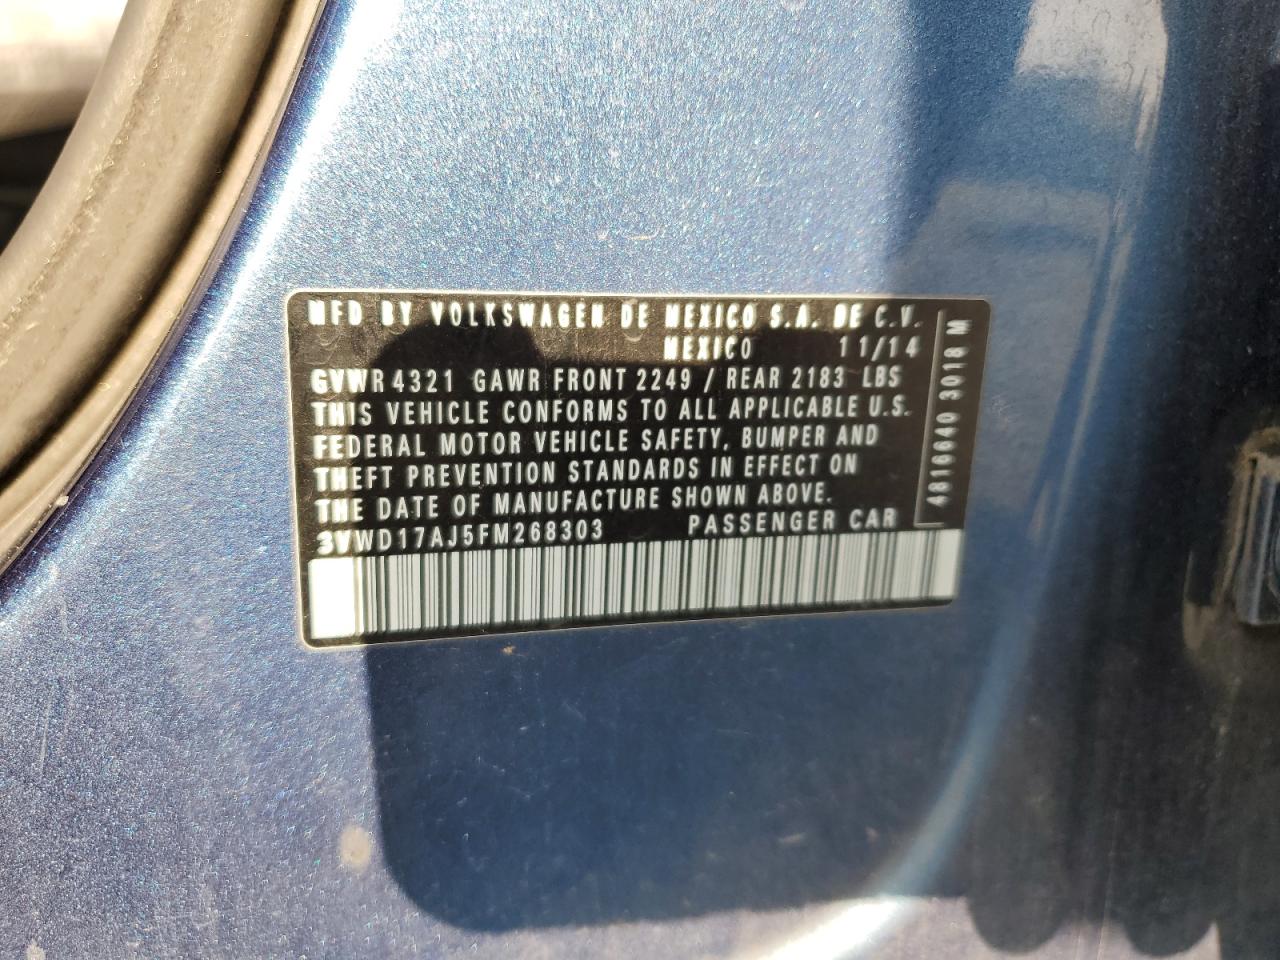 MFD BY VOLKSWAGEN DE MEXICO S.A. DE C.V.
MEXICO 11/14
GVWR 4321 GAWR FRONT 2249 / REAR 2183 LBS
THIS VEHICLE CONFORMS TO ALL APPLICABLE U.S.
FEDERAL MOTOR VEHICLE SAFETY, BUMPER AND
THEFT PREVENTION STANDARDS IN EFFECT ON
THE DATE OF MANUFACTURE SHOWN ABOVE.
3VWD17AJ5FM268303 PASSENGER CAR
4816640 3018 M